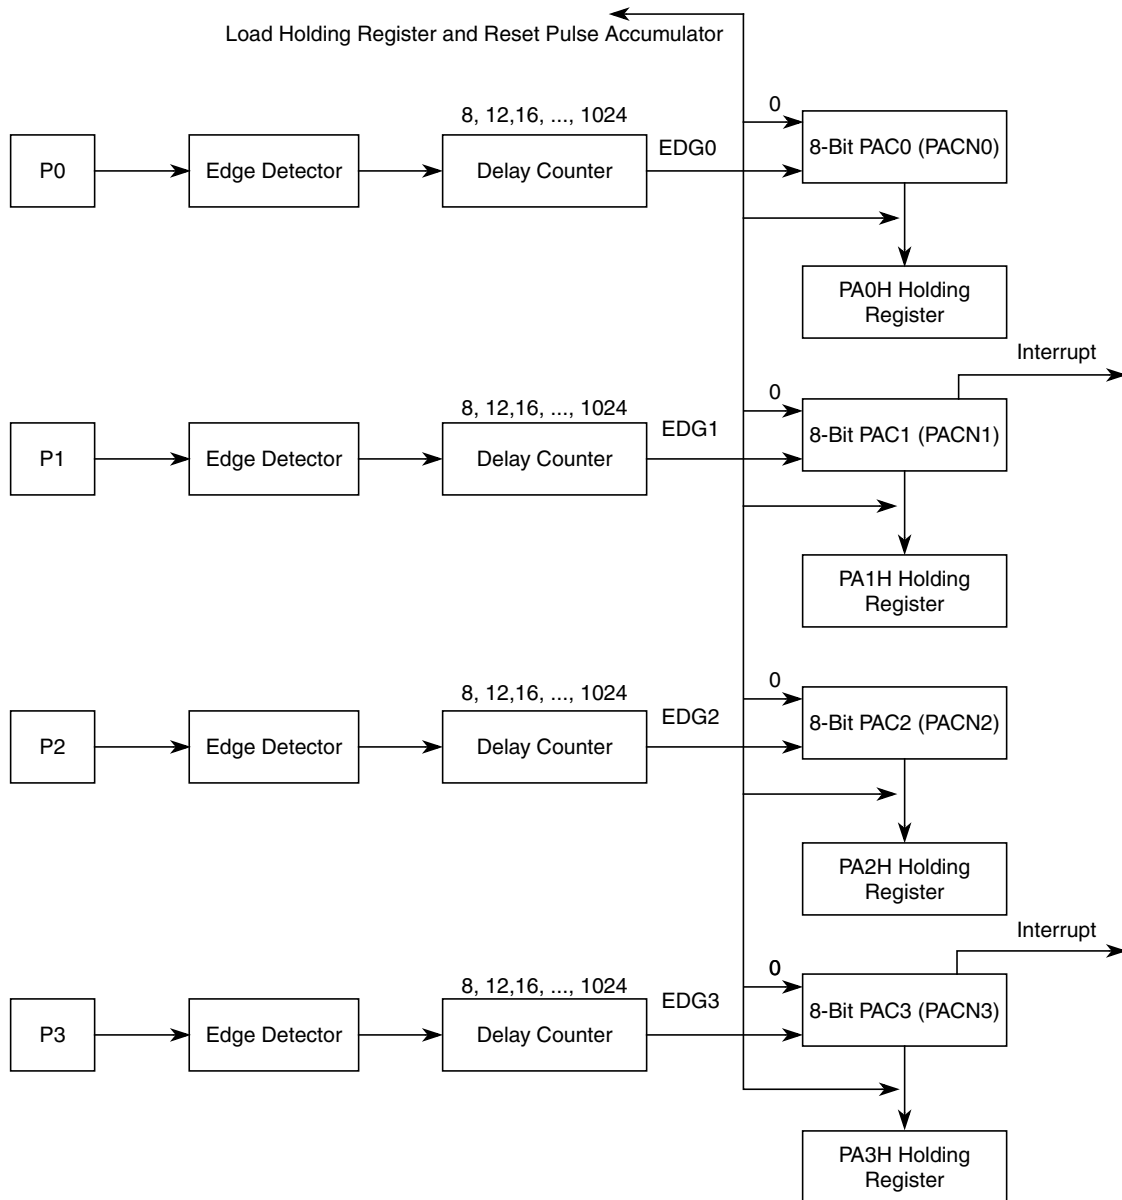 Load Holding Register and Reset Pulse Accumulator
0
8, 12,16, ..., 1024
EDG0
8-Bit PAC0 (PACN0)
P0
Edge Detector
Delay Counter
PA0H Holding
Register
Interrupt
0
8, 12,16, ..., 1024
EDG1
8-Bit PAC1 (PACN1)
P1
Edge Detector
Delay Counter
PA1H Holding
Register
0
8, 12,16, ..., 1024
EDG2
8-Bit PAC2 (PACN2)
P2
Edge Detector
Delay Counter
PA2H Holding
Register
Interrupt
0
8, 12,16, ..., 1024
EDG3
8-Bit PAC3 (PACN3)
P3
Edge Detector
Delay Counter
PA3H Holding
Register